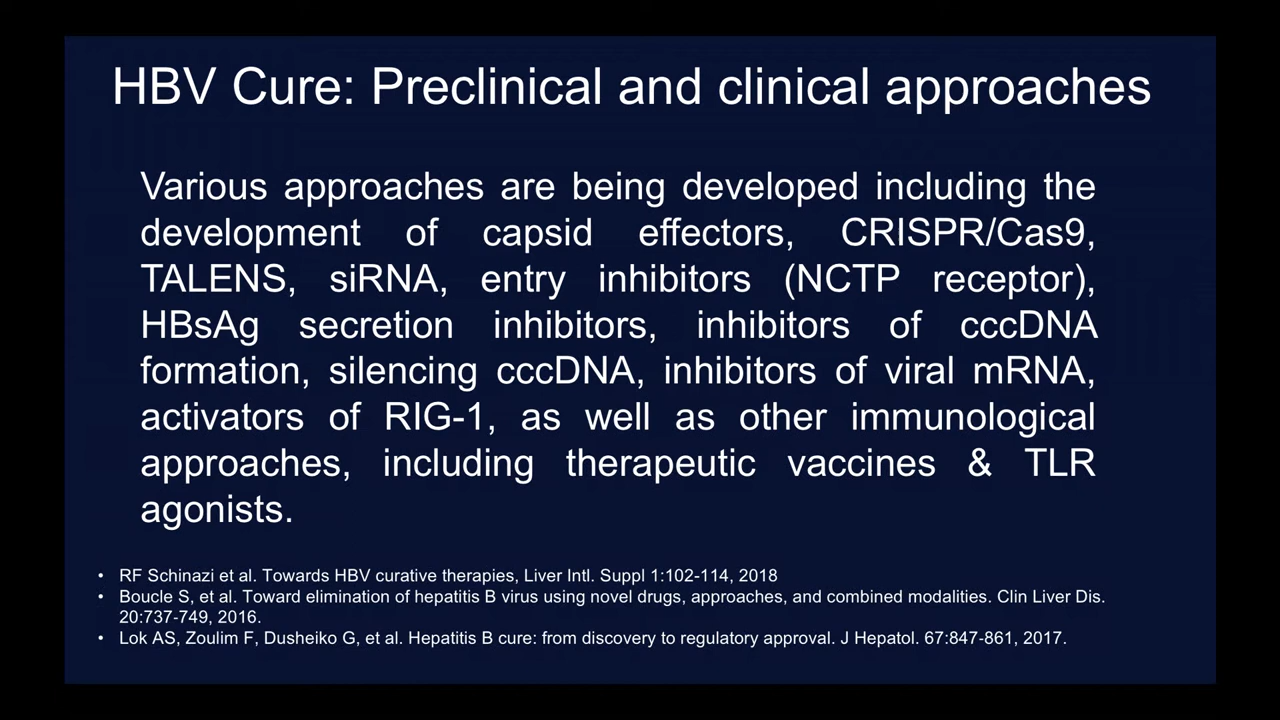 HBV Cure: Preclinical and clinical approaches
Various approaches are being developed including the
development of capsid effectors, CRISPR/Cas9,
TALENS, siRNA, entry inhibitors (NCTP receptor),
HBsAg secretion inhibitors, inhibitors of cccDNA
formation, silencing cccDNA, inhibitors of viral mRNA,
activators of RIG-1, as well as other immunological
approaches, including therapeutic vaccines & TLR
agonists.
• RF Schinazi et al. Towards HBV curative therapies, Liver Intl. Suppl 1:102-114, 2018
• Boucle S, et al. Toward elimination of hepatitis B virus using novel drugs, approaches, and combined modalities. Clin Liver Dis.
20:737-749, 2016.
• Lok AS, Zoulim F, Dusheiko G, et al. Hepatitis B cure: from discovery to regulatory approval. J Hepatol. 67:847-861, 2017.